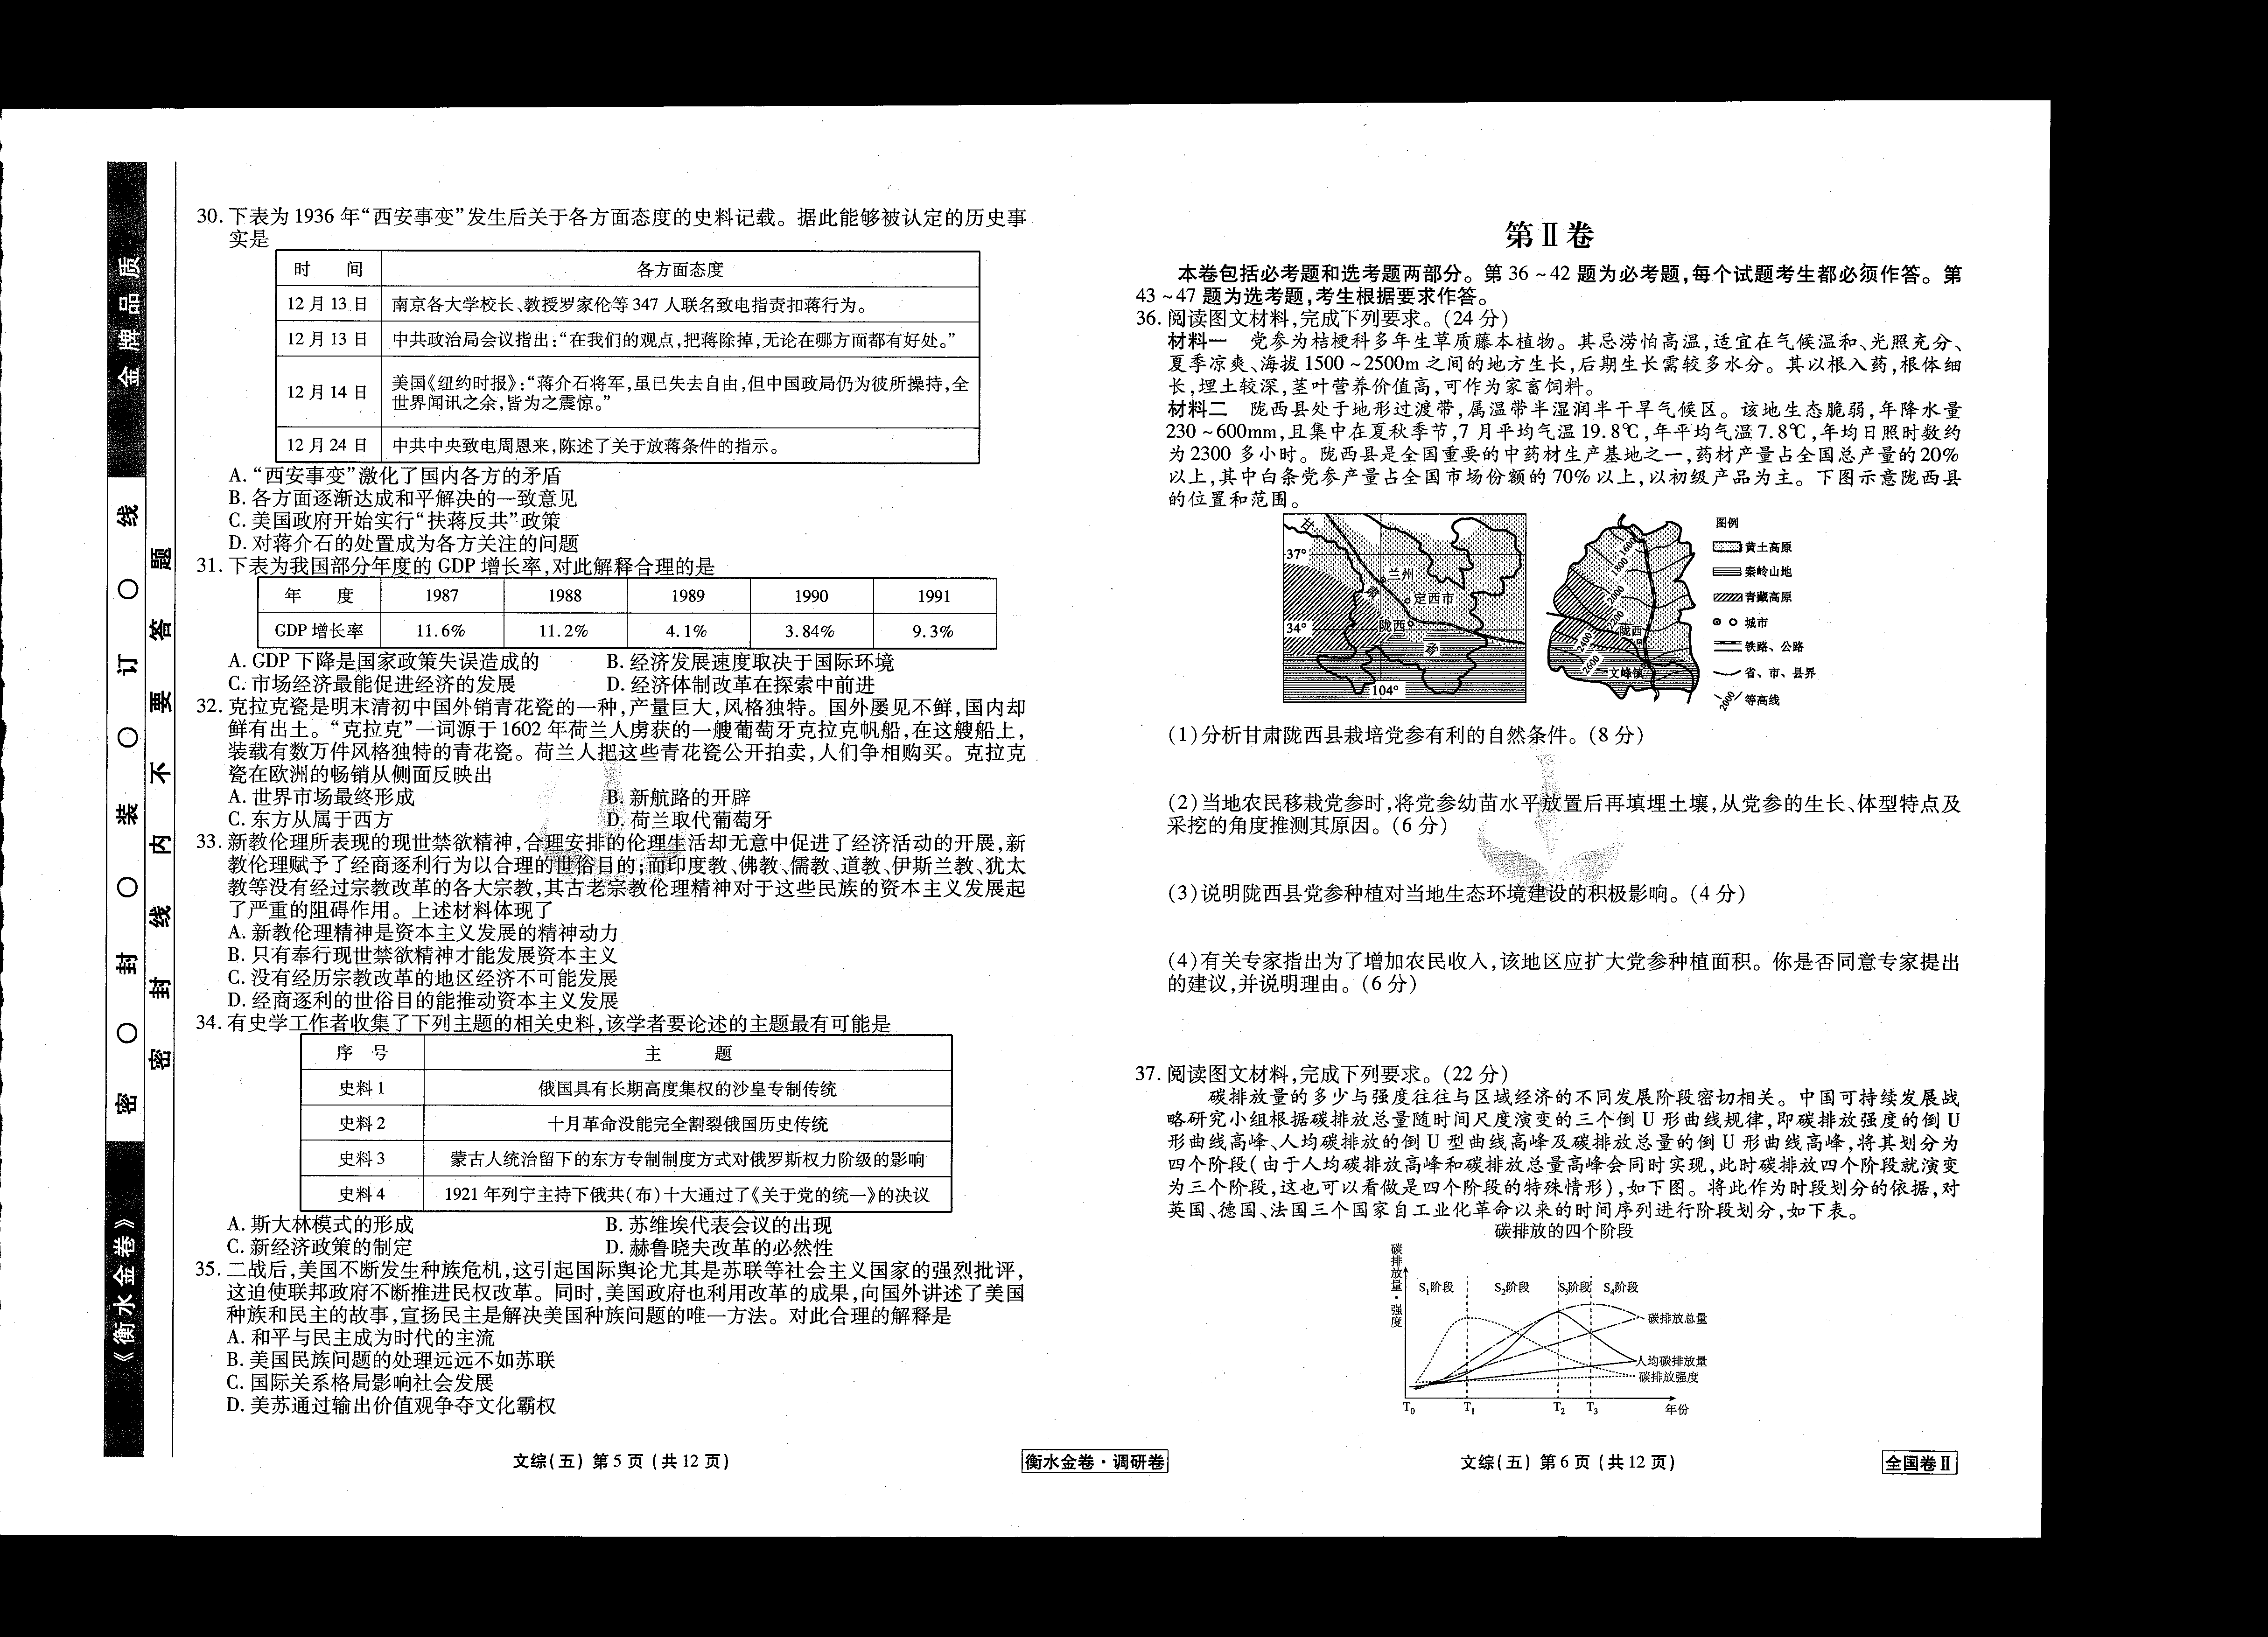 金牌品质
密 ○ 封 ○ 装 ○ 订 ○ 线
《衡水金卷》
密封线内不要答题
30. 下表为 1936 年“西安事变”发生后关于各方面态度的史料记载。据此能够被认定的历史事
实是
时 间 各方面态度
12 月 13 日 南京各大学校长、教授罗家伦等 347 人联名致电指责扣蒋行为。
12 月 13 日 中共政治局会议指出:“在我们的观点,把蒋除掉,无论在哪方面都有好处。”
12 月 14 日 美国《纽约时报》:“蒋介石将军,虽已失去自由,但中国政局仍为彼所操持,全
世界闻讯之余,皆为之震惊。”
12 月 24 日 中共中央致电周恩来,陈述了关于放蒋条件的指示。
A. “西安事变”激化了国内各方的矛盾
B. 各方面逐渐达成和平解决的一致意见
C. 美国政府开始实行“扶蒋反共”政策
D. 对蒋介石的处置成为各方关注的问题
31. 下表为我国部分年度的 GDP 增长率,对此解释合理的是
年 度 1987 1988 1989 1990 1991
GDP 增长率 11.6% 11.2% 4.1% 3.84% 9.3%
A. GDP 下降是国家政策失误造成的 B. 经济发展速度取决于国际环境
C. 市场经济最能促进经济的发展 D. 经济体制改革在探索中前进
32. 克拉克瓷是明末清初中国外销青花瓷的一种,产量巨大,风格独特。国外屡见不鲜,国内却
鲜有出土。“克拉克”一词源于 1602 年荷兰人虏获的一艘葡萄牙克拉克帆船,在这艘船上,
装载有数万件风格独特的青花瓷。荷兰人把这些青花瓷公开拍卖,人们争相购买。克拉克
瓷在欧洲的畅销从侧面反映出
A. 世界市场最终形成 B. 新航路的开辟
C. 东方从属于西方 D. 荷兰取代葡萄牙
33. 新教伦理所表现的现世禁欲精神,合理安排的伦理生活却无意中促进了经济活动的开展,新
教伦理赋予了经商逐利行为以合理的世俗目的;而印度教、佛教、儒教、道教、伊斯兰教、犹太
教等没有经过宗教改革的各大宗教,其古老宗教伦理精神对于这些民族的资本主义发展起
了严重的阻碍作用。上述材料体现了
A. 新教伦理精神是资本主义发展的精神动力
B. 只有奉行现世禁欲精神才能发展资本主义
C. 没有经历宗教改革的地区经济不可能发展
D. 经商逐利的世俗目的能推动资本主义发展
34. 有史学工作者收集了下列主题的相关史料,该学者要论述的主题最有可能是
序 号 主 题
史料 1 俄国具有长期高度集权的沙皇专制传统
史料 2 十月革命没能完全割裂俄国历史传统
史料 3 蒙古人统治留下的东方专制制度方式对俄罗斯权力阶级的影响
史料 4 1921 年列宁主持下俄共(布)十大通过了《关于党的统一》的决议
A. 斯大林模式的形成 B. 苏维埃代表会议的出现
C. 新经济政策的制定 D. 赫鲁晓夫改革的必然性
35. 二战后,美国不断发生种族危机,这引起国际舆论尤其是苏联等社会主义国家的强烈批评,
这迫使联邦政府不断推进民权改革。同时,美国政府也利用改革的成果,向国外讲述了美国
种族和民主的故事,宣扬民主是解决美国种族问题的唯一方法。对此合理的解释是
A. 和平与民主成为时代的主流
B. 美国民族问题的处理远远不如苏联
C. 国际关系格局影响社会发展
D. 美苏通过输出价值观争夺文化霸权
文综(五) 第 5 页 (共 12 页)
衡水金卷·调研卷
第Ⅱ卷
本卷包括必考题和选考题两部分。第 36～42 题为必考题,每个试题考生都必须作答。第
43～47 题为选考题,考生根据要求作答。
36. 阅读图文材料,完成下列要求。(24 分)
材料一 党参为桔梗科多年生草质藤本植物。其忌涝怕高温,适宜在气候温和、光照充分、
夏季凉爽、海拔 1500～2500m 之间的地方生长,后期生长需较多水分。其以根入药,根体细
长,埋土较深,茎叶营养价值高,可作为家畜饲料。
材料二 陇西县处于地形过渡带,属温带半湿润半干旱气候区。该地生态脆弱,年降水量
230～600mm,且集中在夏秋季节,7 月平均气温 19.8℃,年平均气温 7.8℃,年均日照时数约
为 2300 多小时。陇西县是全国重要的中药材生产基地之一,药材产量占全国总产量的 20%
以上,其中白条党参产量占全国市场份额的 70% 以上,以初级产品为主。下图示意陇西县
的位置和范围。
甘
37°
兰州
肃
定西市
34°
陇西
省
104°
1600
1800
2000
2200
2400
2600
陇西
文峰镇
图例
黄土高原
秦岭山地
青藏高原
城市
铁路、公路
省、市、县界
2000 等高线
(1)分析甘肃陇西县栽培党参有利的自然条件。(8 分)
(2)当地农民移栽党参时,将党参幼苗水平放置后再填埋土壤,从党参的生长、体型特点及
采挖的角度推测其原因。(6 分)
(3)说明陇西县党参种植对当地生态环境建设的积极影响。(4 分)
(4)有关专家指出为了增加农民收入,该地区应扩大党参种植面积。你是否同意专家提出
的建议,并说明理由。(6 分)
37. 阅读图文材料,完成下列要求。(22 分)
碳排放量的多少与强度往往与区域经济的不同发展阶段密切相关。中国可持续发展战
略研究小组根据碳排放总量随时间尺度演变的三个倒 U 形曲线规律,即碳排放强度的倒 U
形曲线高峰、人均碳排放的倒 U 型曲线高峰及碳排放总量的倒 U 形曲线高峰,将其划分为
四个阶段(由于人均碳排放高峰和碳排放总量高峰会同时实现,此时碳排放四个阶段就演变
为三个阶段,这也可以看做是四个阶段的特殊情形),如下图。将此作为时段划分的依据,对
英国、德国、法国三个国家自工业化革命以来的时间序列进行阶段划分,如下表。
碳排放的四个阶段
碳排放量·强度
S₁阶段 S₂阶段 S₃阶段 S₄阶段
碳排放总量
人均碳排放量
碳排放强度
T₀ T₁ T₂ T₃ 年份
文综(五) 第 6 页 (共 12 页)
全国卷Ⅱ